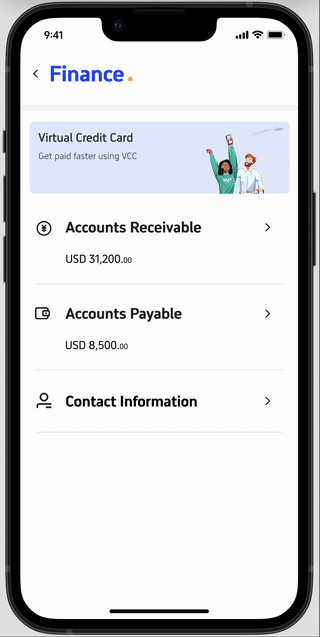 9:41
Finance
Virtual Credit Card
Get paid faster using VCC
Accounts Receivable
USD 31,200.00
Accounts Payable
USD 8,500.00
Contact Information